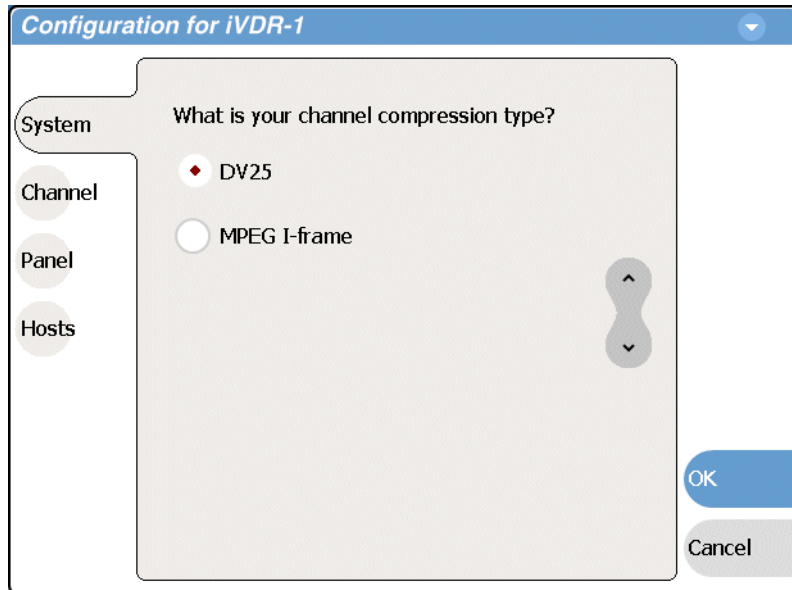 Configuration for iVDR-1
System
Channel
Panel
Hosts
What is your channel compression type?
DV25
MPEG I-frame
OK
Cancel